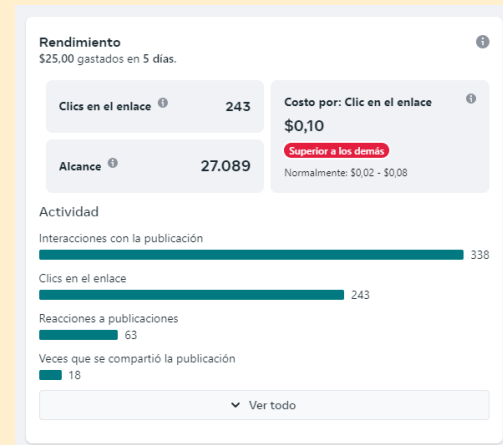 Rendimiento
$25,00 gastados en 5 días.
Clics en el enlace 243
Alcance 27.089
Costo por: Clic en el enlace
$0,10
Superior a los demás
Normalmente: $0,02 - $0,08
Actividad
Interacciones con la publicación
338
Clics en el enlace
243
Reacciones a publicaciones
63
Veces que se compartió la publicación
18
Ver todo